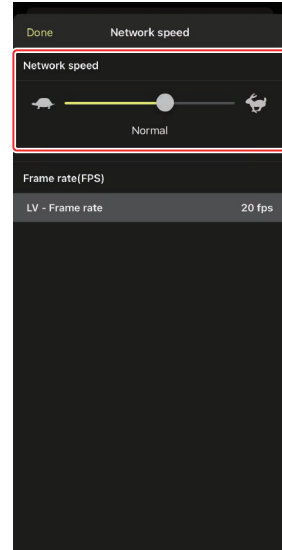 Done Network speed
Network speed
Normal
Frame rate(FPS)
LV - Frame rate 20 fps